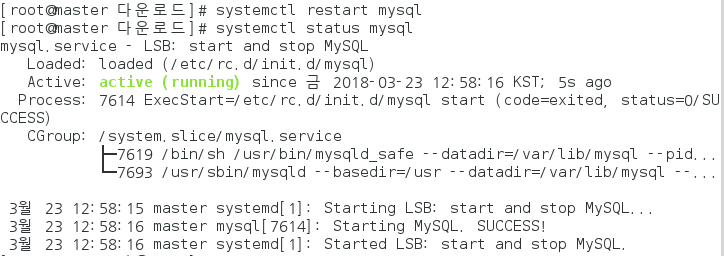 [root@master 다운로드]# systemctl restart mysql
[root@master 다운로드]# systemctl status mysql
mysql.service - LSB: start and stop MySQL
Loaded: loaded (/etc/rc.d/init.d/mysql)
Active: active (running) since 금 2018-03-23 12:58:16 KST; 5s ago
Process: 7614 ExecStart=/etc/rc.d/init.d/mysql start (code=exited, status=0/SU
CCESS)
CGroup: /system.slice/mysql.service
├─7619 /bin/sh /usr/bin/mysqld_safe --datadir=/var/lib/mysql --pid...
└─7693 /usr/sbin/mysqld --basedir=/usr --datadir=/var/lib/mysql --...
3월 23 12:58:15 master systemd[1]: Starting LSB: start and stop MySQL...
3월 23 12:58:16 master mysql[7614]: Starting MySQL. SUCCESS!
3월 23 12:58:16 master systemd[1]: Started LSB: start and stop MySQL.